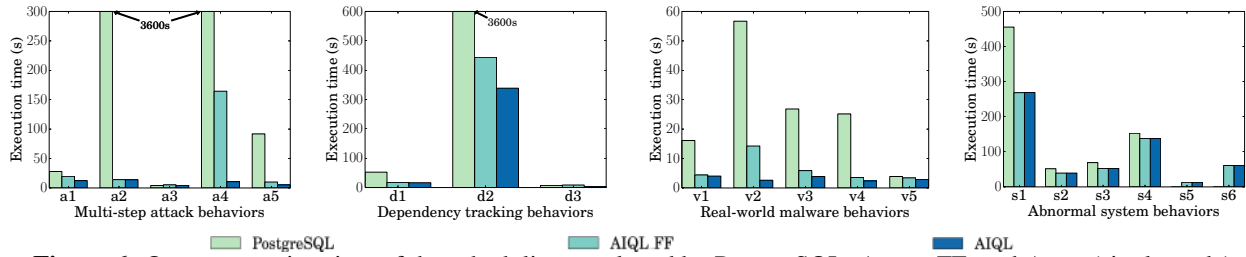 300
250
200
150
100
50
0
Execution time (s)
3600s
a1 a2 a3 a4 a5
Multi-step attack behaviors
600
500
400
300
200
100
0
Execution time (s)
3600s
d1 d2 d3
Dependency tracking behaviors
60
50
40
30
20
10
0
Execution time (s)
v1 v2 v3 v4 v5
Real-world malware behaviors
500
400
300
200
100
0
Execution time (s)
s1 s2 s3 s4 s5 s6
Abnormal system behaviors
PostgreSQL AIQL FF AIQL